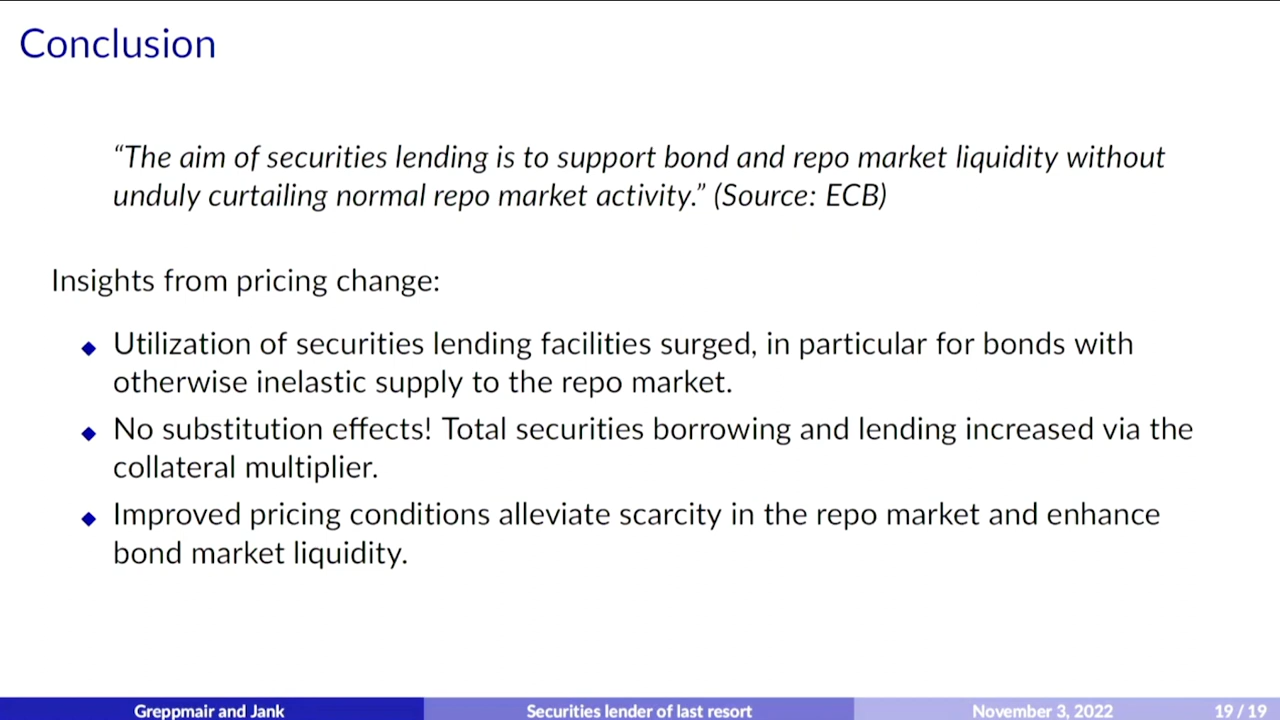 Conclusion
“The aim of securities lending is to support bond and repo market liquidity without
unduly curtailing normal repo market activity.” (Source: ECB)
Insights from pricing change:
◆ Utilization of securities lending facilities surged, in particular for bonds with
otherwise inelastic supply to the repo market.
◆ No substitution effects! Total securities borrowing and lending increased via the
collateral multiplier.
◆ Improved pricing conditions alleviate scarcity in the repo market and enhance
bond market liquidity.
Greppmair and Jank Securities lender of last resort November 3, 2022 19 / 19